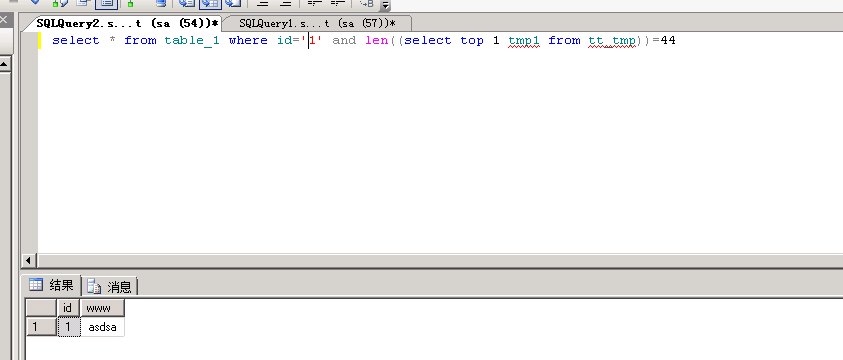 SQLQuery2.s...t (sa (54))* SQLQuery1.s...t (sa (57))*
select * from table_1 where id='1' and len((select top 1 tmp1 from tt_tmp))=44
结果 消息
id www
1 1 asdsa